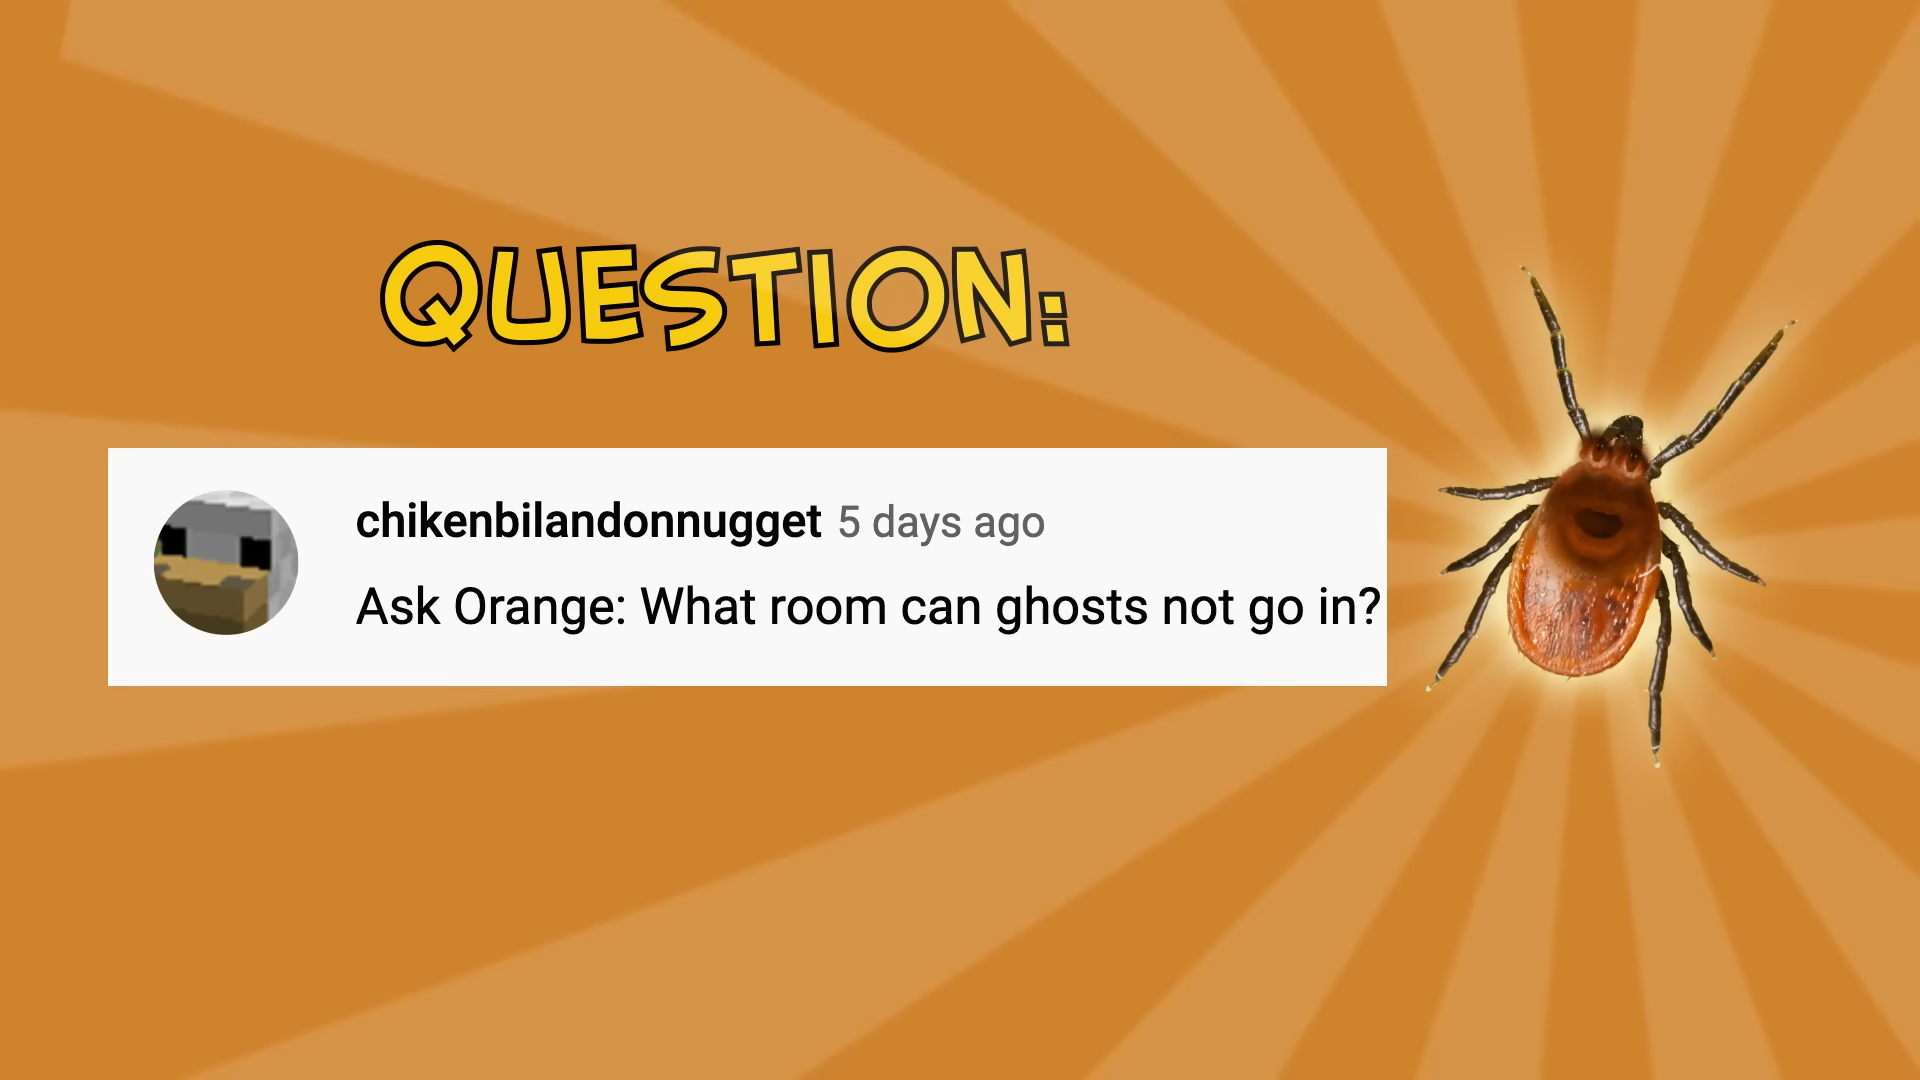 QUESTION:
chikenbilandonnugget 5 days ago
Ask Orange: What room can ghosts not go in?